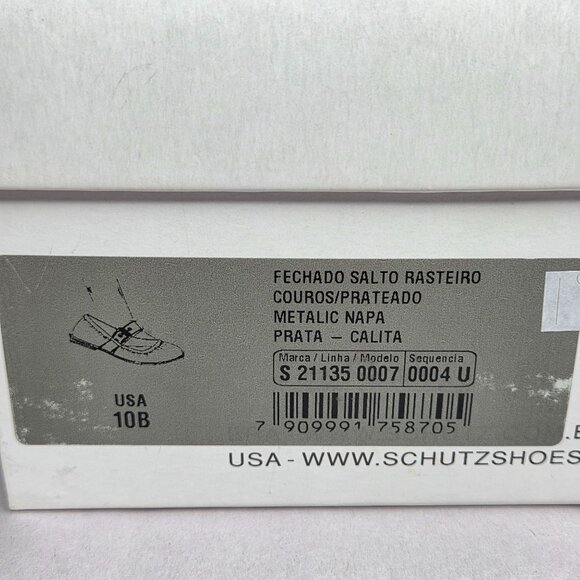 FECHADO SALTO RASTEIRO
COUROS/PRATEADO
METALIC NAPA
PRATA – CALITA
Marca / Linha / Modelo Sequencia
S 21135 0007 0004 U
USA
10B
7 909991 758705
USA - WWW.SCHUTZSHOES